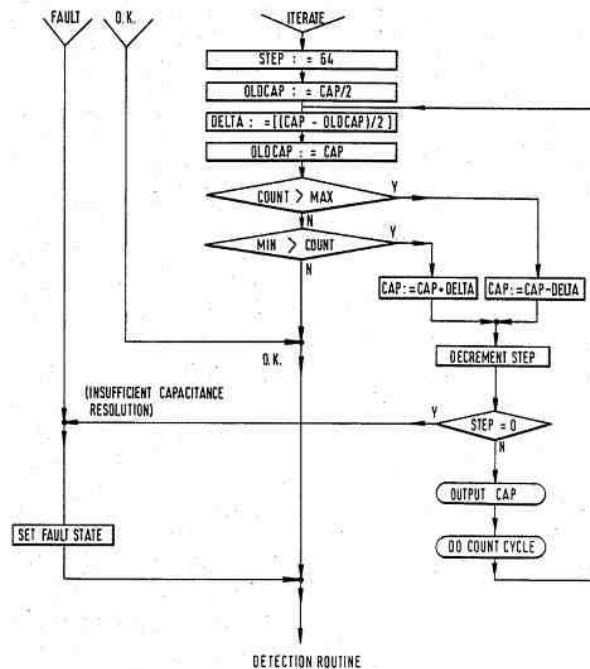 FAULT
O.K.
ITERATE
STEP : = 64
OLDCAP : = CAP/2
DELTA : =[(CAP - OLDCAP)/2]
OLDCAP : = CAP
COUNT > MAX
Y
N
MIN > COUNT
Y
N
CAP:=CAP+DELTA
CAP:=CAP-DELTA
O.K.
DECREMENT STEP
(INSUFFICIENT CAPACITANCE
RESOLUTION)
Y
STEP = 0
N
OUTPUT CAP
SET FAULT STATE
DO COUNT CYCLE
DETECTION ROUTINE